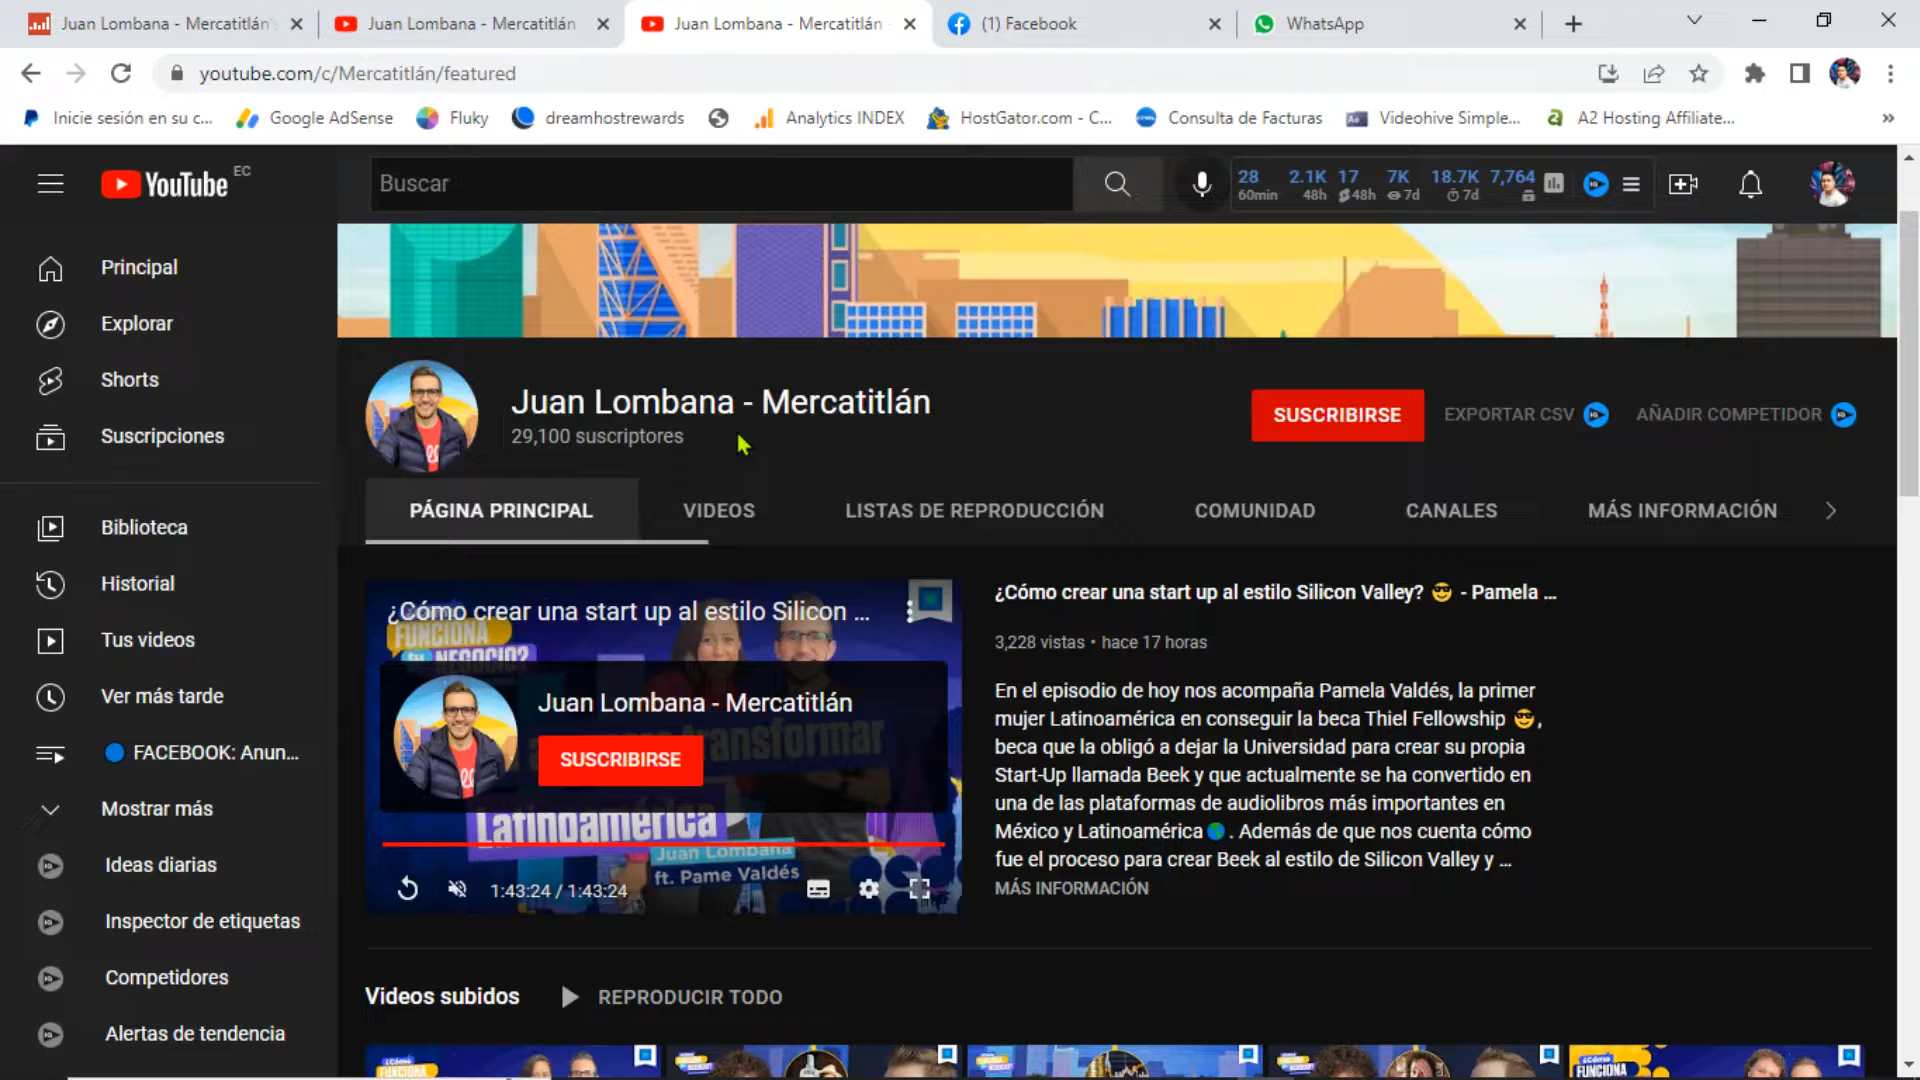 Juan Lombana - Mercatitlán'
Juan Lombana - Mercatitlán
Juan Lombana - Mercatitlán
(1) Facebook
WhatsApp
youtube.com/c/Mercatitlán/featured
Inicie sesión en su c...
Google AdSense
Fluky
dreamhostrewards
Analytics INDEX
HostGator.com - C...
Consulta de Facturas
Videohive Simple...
A2 Hosting Affiliate...
»
YouTube EC
Buscar
28 2.1K 17 7K 18.7K 7,764
60min 48h 48h 7d 7d
Principal
Explorar
Shorts
Suscripciones
Biblioteca
Historial
Tus videos
Ver más tarde
FACEBOOK: Anun...
Mostrar más
Ideas diarias
Inspector de etiquetas
Competidores
Alertas de tendencia
Juan Lombana - Mercatitlán
29,100 suscriptores
SUSCRIBIRSE
EXPORTAR CSV
AÑADIR COMPETIDOR
PÁGINA PRINCIPAL
VIDEOS
LISTAS DE REPRODUCCIÓN
COMUNIDAD
CANALES
MÁS INFORMACIÓN
¿Cómo crear una start up al estilo Silicon ...
FUNCIONA
NEGOCIO?
Juan Lombana - Mercatitlán
SUSCRIBIRSE
transformar
Latinoamérica
Juan Lombana
ft. Pame Valdés
1:43:24 / 1:43:24
¿Cómo crear una start up al estilo Silicon Valley? 😎 - Pamela ...
3,228 vistas • hace 17 horas
En el episodio de hoy nos acompaña Pamela Valdés, la primer
mujer Latinoamérica en conseguir la beca Thiel Fellowship 😎,
beca que la obligó a dejar la Universidad para crear su propia
Start-Up llamada Beek y que actualmente se ha convertido en
una de las plataformas de audiolibros más importantes en
México y Latinoamérica🌎. Además de que nos cuenta cómo
fue el proceso para crear Beek al estilo de Silicon Valley y ...
MÁS INFORMACIÓN
Videos subidos
REPRODUCIR TODO
¿Cómo
FUNCIONA
¿Cómo
FUNCIONA